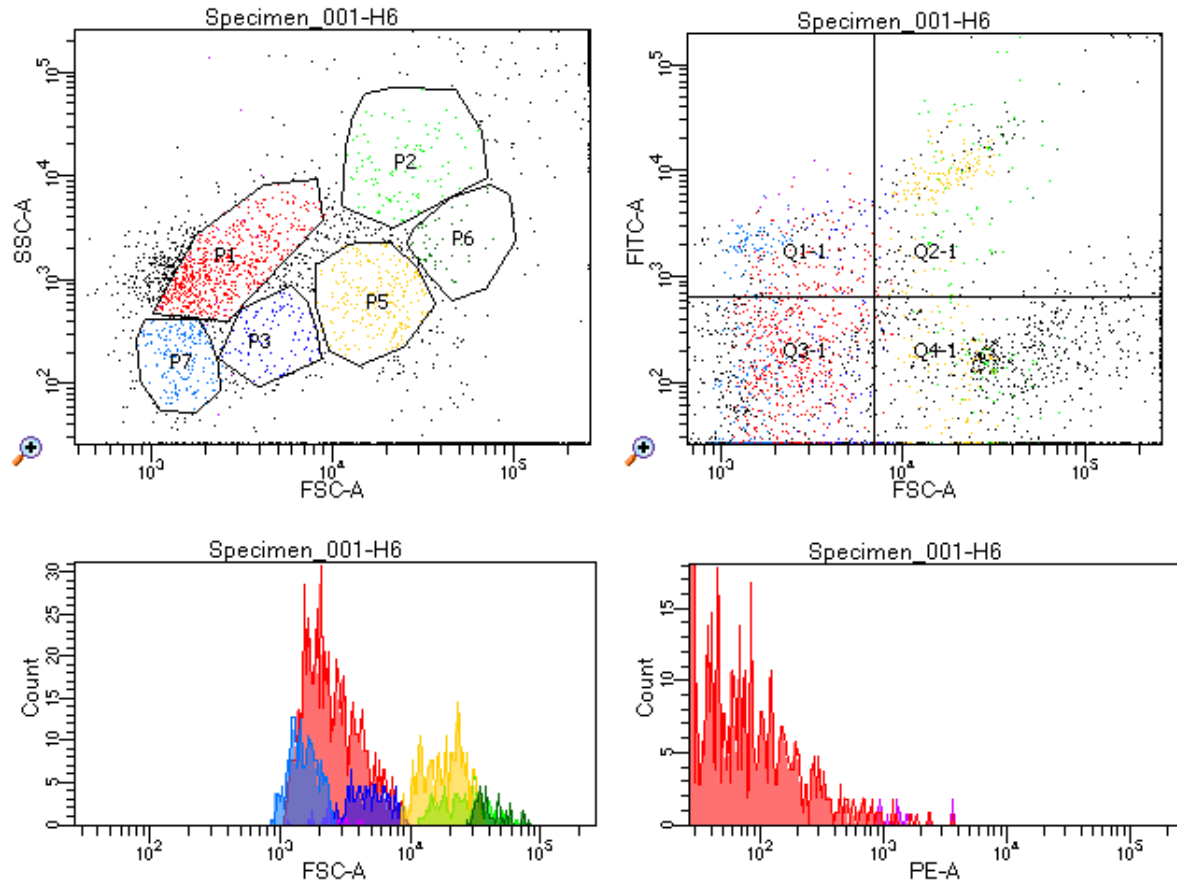 Specimen_001-H6
10^5
10^4
10^3
10^2
SSC-A
P1
P2
P3
P5
P6
P7
10^3 10^4 10^5
FSC-A
Specimen_001-H6
10^5
10^4
10^3
10^2
FITC-A
Q1-1 Q2-1
Q3-1 Q4-1
10^3 10^4 10^5
FSC-A
Specimen_001-H6
30
25
20
15
10
5
0
Count
10^2 10^3 10^4 10^5
FSC-A
Specimen_001-H6
15
10
5
0
Count
10^2 10^3 10^4 10^5
PE-A